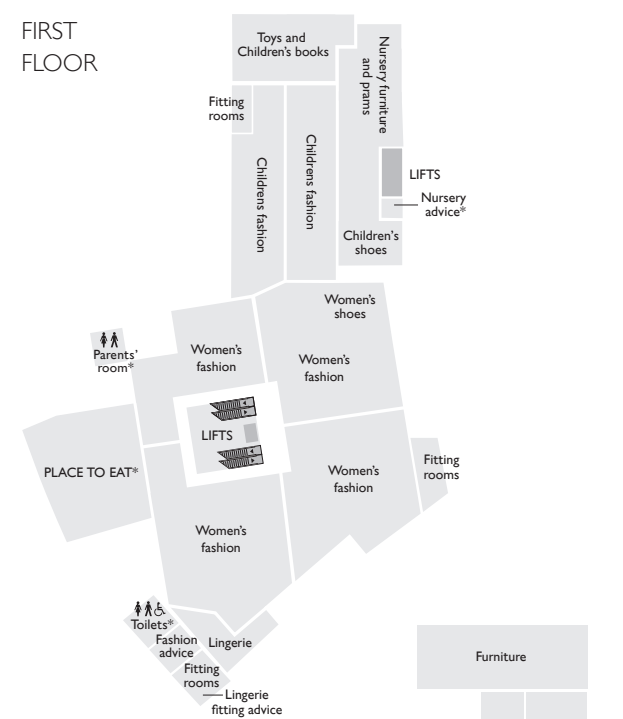 FIRST
FLOOR
Toys and
Children's books
Nursery furniture
and prams
Fitting
rooms
Childrens fashion
Childrens fashion
LIFTS
Nursery
advice*
Children's
shoes
Women's
shoes
Women's
fashion
Women's
fashion
Parents'
room*
LIFTS
PLACE TO EAT*
Women's
fashion
Fitting
rooms
Women's
fashion
Toilets*
Fashion
advice
Lingerie
Fitting
rooms
Lingerie
fitting advice
Furniture